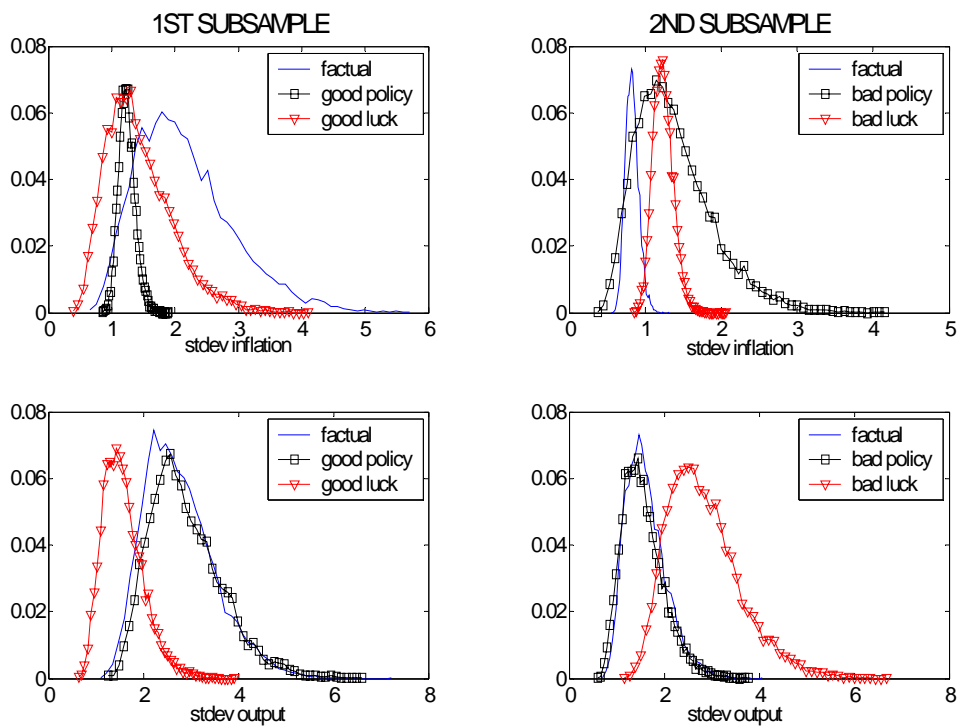 1ST SUBSAMPLE
0.08
0.06
0.04
0.02
0
0
1
2
3
4
5
6
factual
good policy
good luck
stdev inflation
2ND SUBSAMPLE
0.08
0.06
0.04
0.02
0
0
1
2
3
4
5
factual
bad policy
bad luck
stdev inflation
0.08
0.06
0.04
0.02
0
0
2
4
6
8
factual
good policy
good luck
stdev output
0.08
0.06
0.04
0.02
0
0
2
4
6
8
factual
bad policy
bad luck
stdev output